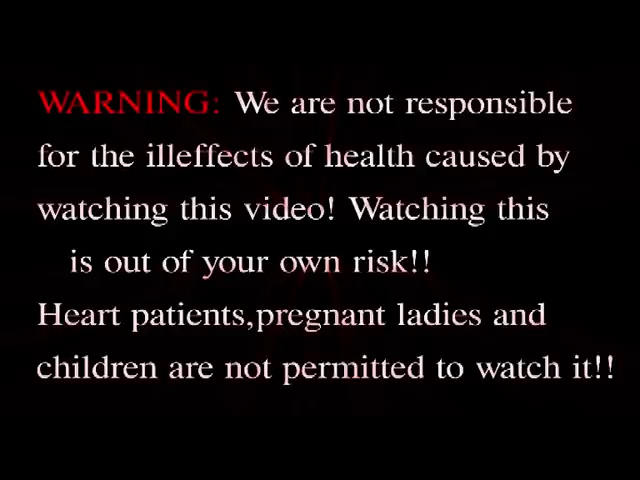 WARNING: We are not responsible
for the illeffects of health caused by
watching this video! Watching this
is out of your own risk!!
Heart patients,pregnant ladies and
children are not permitted to watch it!!